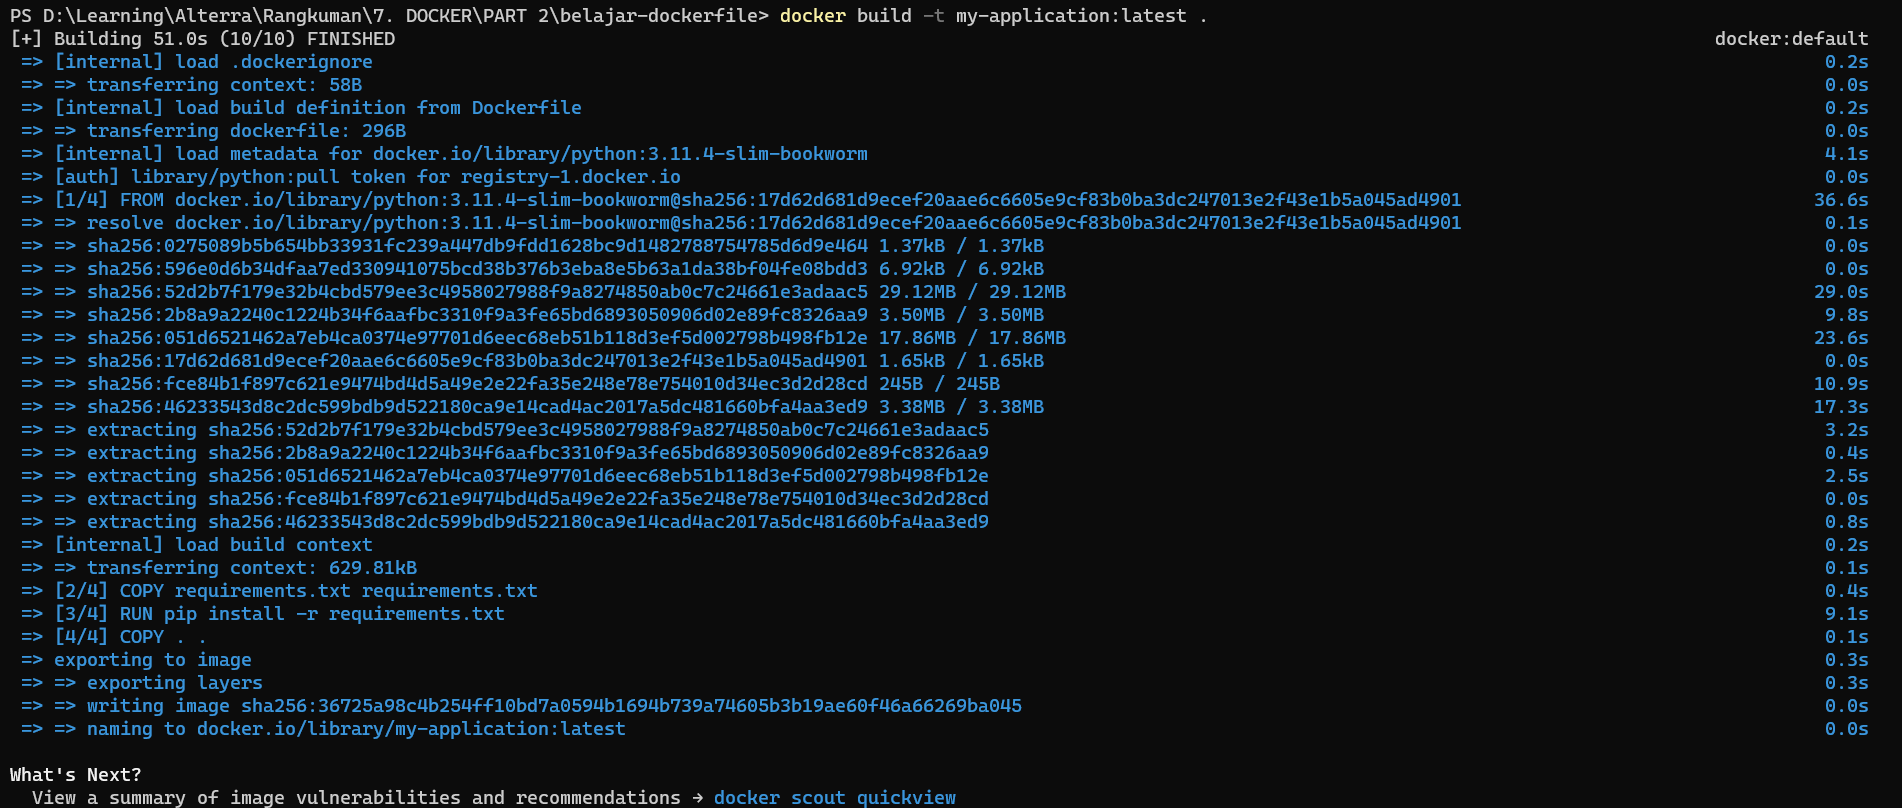 PS D:\Learning\Alterra\Rangkuman\7. DOCKER\PART 2\belajar-dockerfile> docker build -t my-application:latest .
[+] Building 51.0s (10/10) FINISHED docker:default
=> [internal] load .dockerignore 0.2s
=> => transferring context: 58B 0.0s
=> [internal] load build definition from Dockerfile 0.2s
=> => transferring dockerfile: 296B 0.0s
=> [internal] load metadata for docker.io/library/python:3.11.4-slim-bookworm 4.1s
=> [auth] library/python:pull token for registry-1.docker.io 0.0s
=> [1/4] FROM docker.io/library/python:3.11.4-slim-bookworm@sha256:17d62d681d9ecef20aae6c6605e9cf83b0ba3dc247013e2f43e1b5a045ad4901 36.6s
=> => resolve docker.io/library/python:3.11.4-slim-bookworm@sha256:17d62d681d9ecef20aae6c6605e9cf83b0ba3dc247013e2f43e1b5a045ad4901 0.1s
=> => sha256:0275089b5b654bb33931fc239a447db9fdd1628bc9d1482788754785d6d9e464 1.37kB / 1.37kB 0.0s
=> => sha256:596e0d6b34dfaa7ed330941075bcd38b376b3eba8e5b63a1da38bf04fe08bdd3 6.92kB / 6.92kB 0.0s
=> => sha256:52d2b7f179e32b4cbd579ee3c4958027988f9a8274850ab0c7c24661e3adaac5 29.12MB / 29.12MB 29.0s
=> => sha256:2b8a9a2240c1224b34f6aafbc3310f9a3fe65bd6893050906d02e89fc8326aa9 3.50MB / 3.50MB 9.8s
=> => sha256:051d6521462a7eb4ca0374e97701d6eec68eb51b118d3ef5d002798b498fb12e 17.86MB / 17.86MB 23.6s
=> => sha256:17d62d681d9ecef20aae6c6605e9cf83b0ba3dc247013e2f43e1b5a045ad4901 1.65kB / 1.65kB 0.0s
=> => sha256:fce84b1f897c621e9474bd4d5a49e2e22fa35e248e78e754010d34ec3d2d28cd 245B / 245B 10.9s
=> => sha256:46233543d8c2dc599bdb9d522180ca9e14cad4ac2017a5dc481660bfa4aa3ed9 3.38MB / 3.38MB 17.3s
=> => extracting sha256:52d2b7f179e32b4cbd579ee3c4958027988f9a8274850ab0c7c24661e3adaac5 3.2s
=> => extracting sha256:2b8a9a2240c1224b34f6aafbc3310f9a3fe65bd6893050906d02e89fc8326aa9 0.4s
=> => extracting sha256:051d6521462a7eb4ca0374e97701d6eec68eb51b118d3ef5d002798b498fb12e 2.5s
=> => extracting sha256:fce84b1f897c621e9474bd4d5a49e2e22fa35e248e78e754010d34ec3d2d28cd 0.0s
=> => extracting sha256:46233543d8c2dc599bdb9d522180ca9e14cad4ac2017a5dc481660bfa4aa3ed9 0.8s
=> [internal] load build context 0.2s
=> => transferring context: 629.81kB 0.1s
=> [2/4] COPY requirements.txt requirements.txt 0.4s
=> [3/4] RUN pip install -r requirements.txt 9.1s
=> [4/4] COPY . . 0.1s
=> exporting to image 0.3s
=> => exporting layers 0.3s
=> => writing image sha256:36725a98c4b254ff10bd7a0594b1694b739a74605b3b19ae60f46a66269ba045 0.0s
=> => naming to docker.io/library/my-application:latest 0.0s
What's Next?
View a summary of image vulnerabilities and recommendations → docker scout quickview